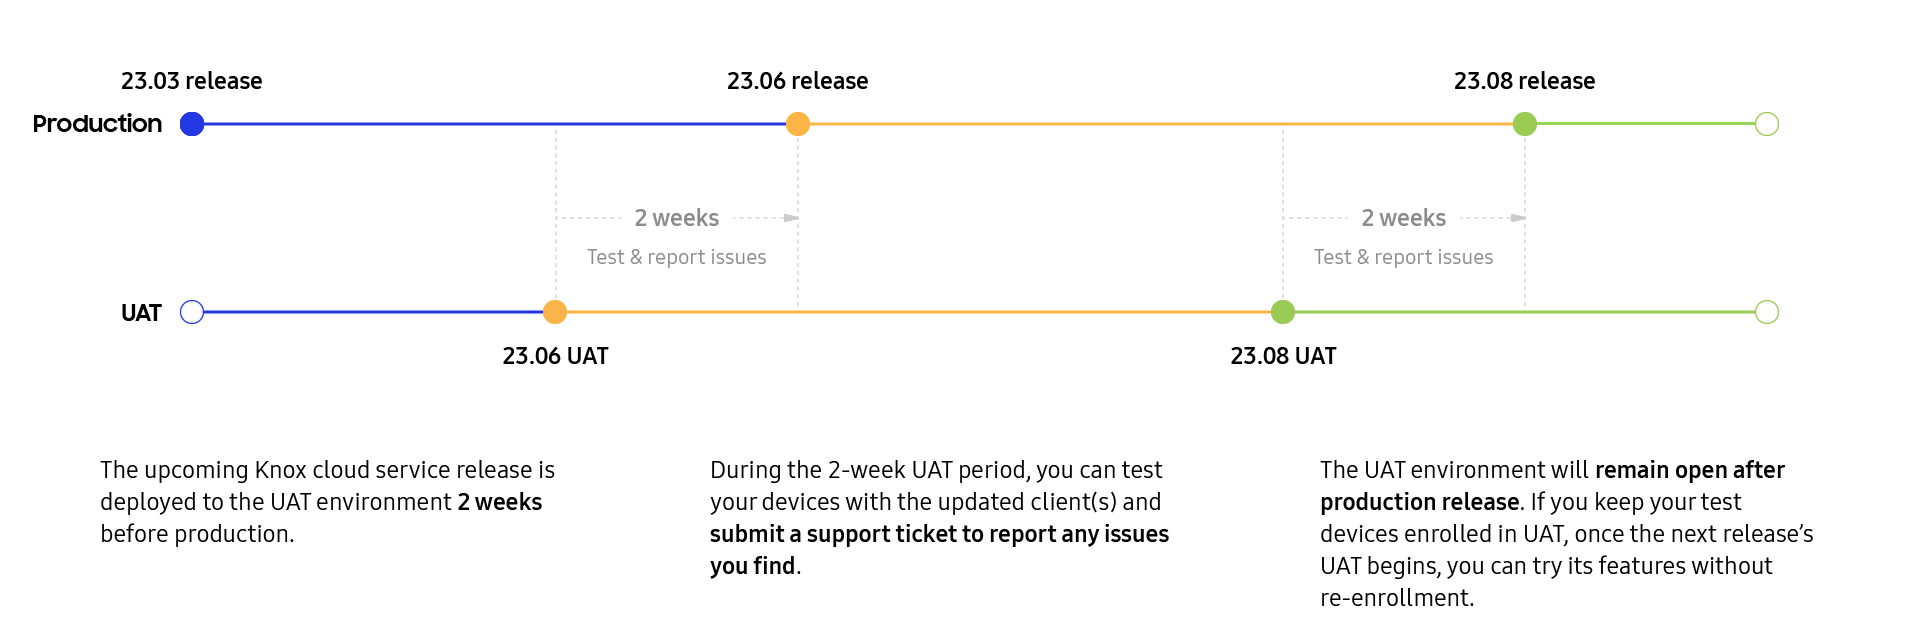 23.03 release
23.06 release
23.08 release
Production
2 weeks
2 weeks
Test & report issues
Test & report issues
UAT
23.06 UAT
23.08 UAT
The upcoming Knox cloud service release is
deployed to the UAT environment 2 weeks
before production.
During the 2-week UAT period, you can test
your devices with the updated client(s) and
submit a support ticket to report any issues
you find.
The UAT environment will remain open after
production release. If you keep your test
devices enrolled in UAT, once the next release’s
UAT begins, you can try its features without
re-enrollment.